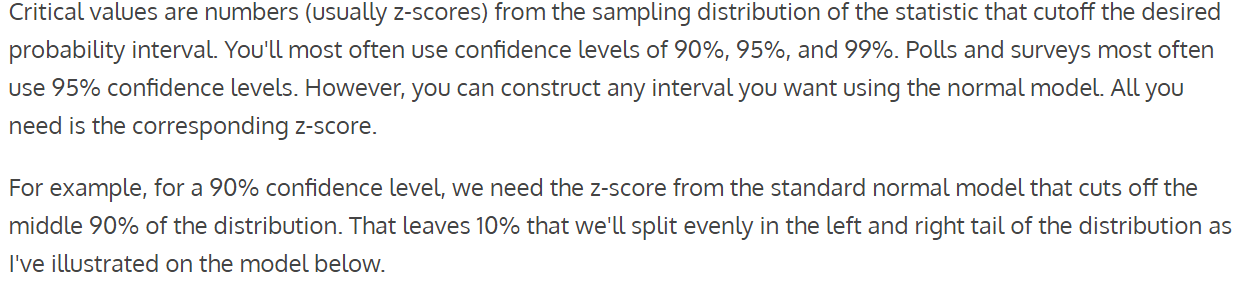 Critical values are numbers (usually z-scores) from the sampling distribution of the statistic that cutoff the desired
probability interval. You'll most often use confidence levels of 90%, 95%, and 99%. Polls and surveys most often
use 95% confidence levels. However, you can construct any interval you want using the normal model. All you
need is the corresponding z-score.
For example, for a 90% confidence level, we need the z-score from the standard normal model that cuts off the
middle 90% of the distribution. That leaves 10% that we'll split evenly in the left and right tail of the distribution as
I've illustrated on the model below.